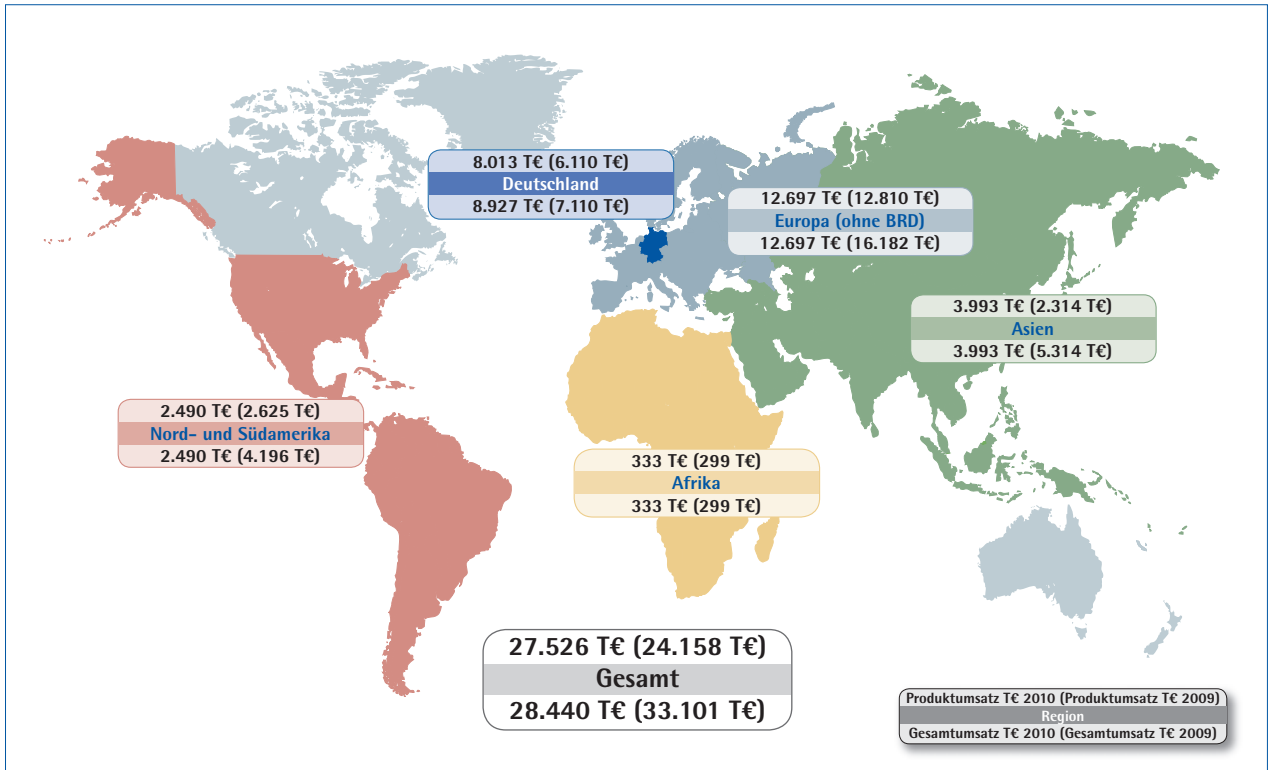 8.013 T€ (6.110 T€)
Deutschland
8.927 T€ (7.110 T€)
12.697 T€ (12.810 T€)
Europa (ohne BRD)
12.697 T€ (16.182 T€)
3.993 T€ (2.314 T€)
Asien
3.993 T€ (5.314 T€)
2.490 T€ (2.625 T€)
Nord- und Südamerika
2.490 T€ (4.196 T€)
333 T€ (299 T€)
Afrika
333 T€ (299 T€)
27.526 T€ (24.158 T€)
Gesamt
28.440 T€ (33.101 T€)
Produktumsatz T€ 2010 (Produktumsatz T€ 2009)
Region
Gesamtumsatz T€ 2010 (Gesamtumsatz T€ 2009)